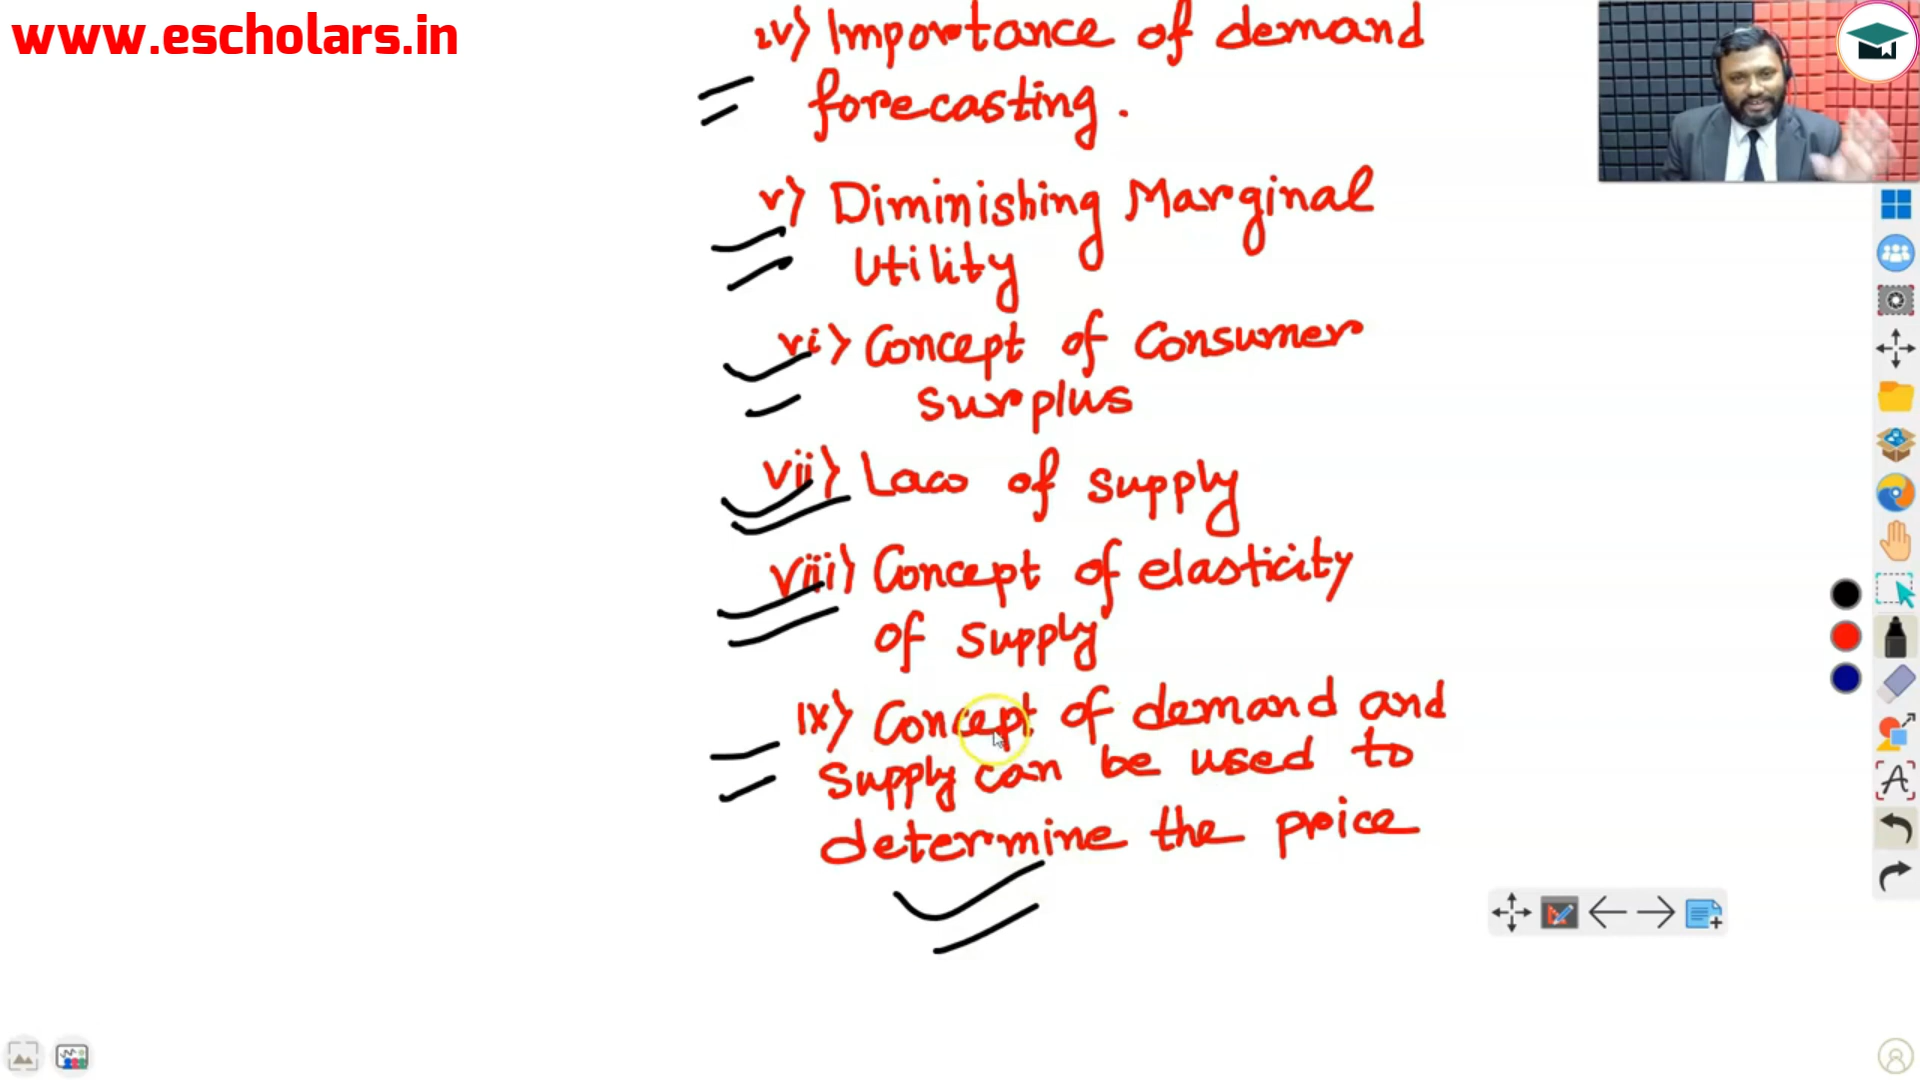 www.escholars.in
iv) Importance of demand
forecasting.
v) Diminishing Marginal
Utility
vi) Concept of Consumer
Surplus
vii) Law of Supply
viii) Concept of elasticity
of Supply
ix) Concept of demand and
Supply can be used to
determine the price